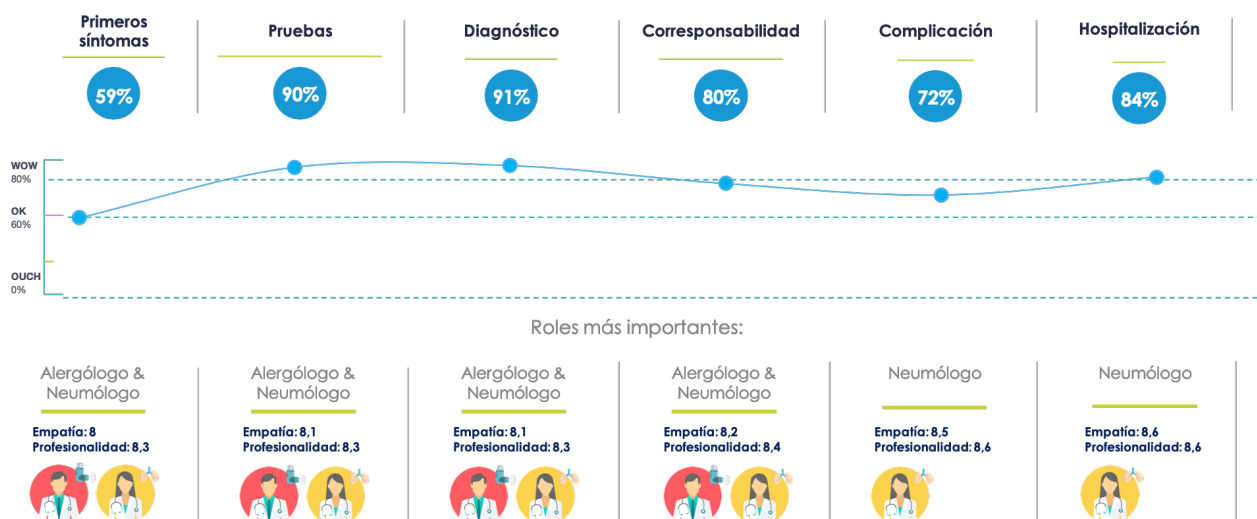 Primeros
síntomas
Pruebas
Diagnóstico
Corresponsabilidad
Complicación
Hospitalización
59%
90%
91%
80%
72%
84%
WOW
80%
OK
60%
OUCH
0%
Roles más importantes:
Alergólogo &
Neumólogo
Empatía: 8
Profesionalidad: 8,3
Alergólogo &
Neumólogo
Empatía: 8,1
Profesionalidad: 8,3
Alergólogo &
Neumólogo
Empatía: 8,1
Profesionalidad: 8,3
Alergólogo &
Neumólogo
Empatía: 8,2
Profesionalidad: 8,4
Neumólogo
Empatía: 8,5
Profesionalidad: 8,6
Neumólogo
Empatía: 8,6
Profesionalidad: 8,6